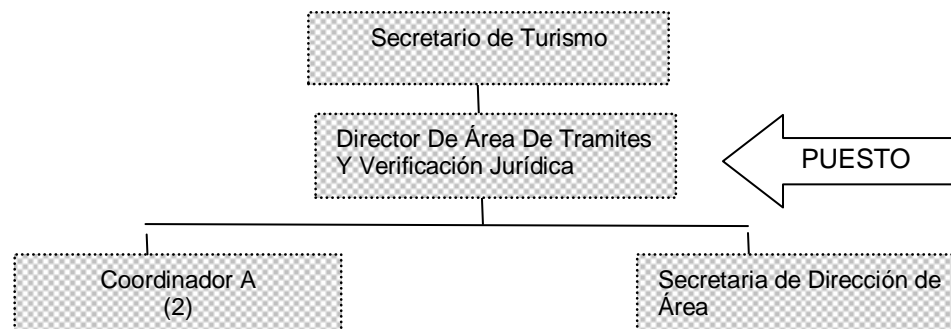 Secretario de Turismo
Director De Área De Tramites
Y Verificación Jurídica
PUESTO
Coordinador A
(2)
Secretaria de Dirección de
Área